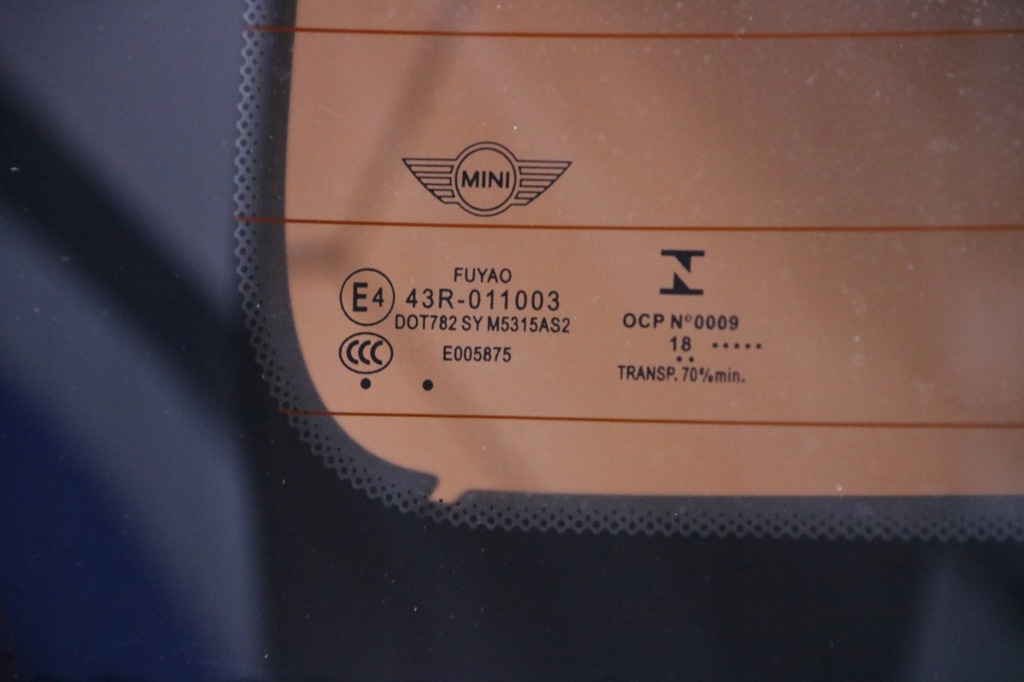 MINI
FUYAO
E4 43R-011003
DOT782 SY M5315AS2
CCC E005875
OCP N°0009
18 •••••
TRANSP. 70% min.